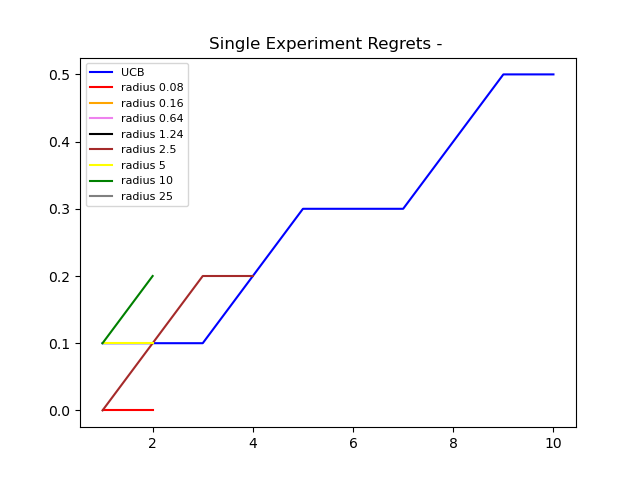 Single Experiment Regrets -
UCB
radius 0.08
radius 0.16
radius 0.64
radius 1.24
radius 2.5
radius 5
radius 10
radius 25
0.5
0.4
0.3
0.2
0.1
0.0
2 4 6 8 10